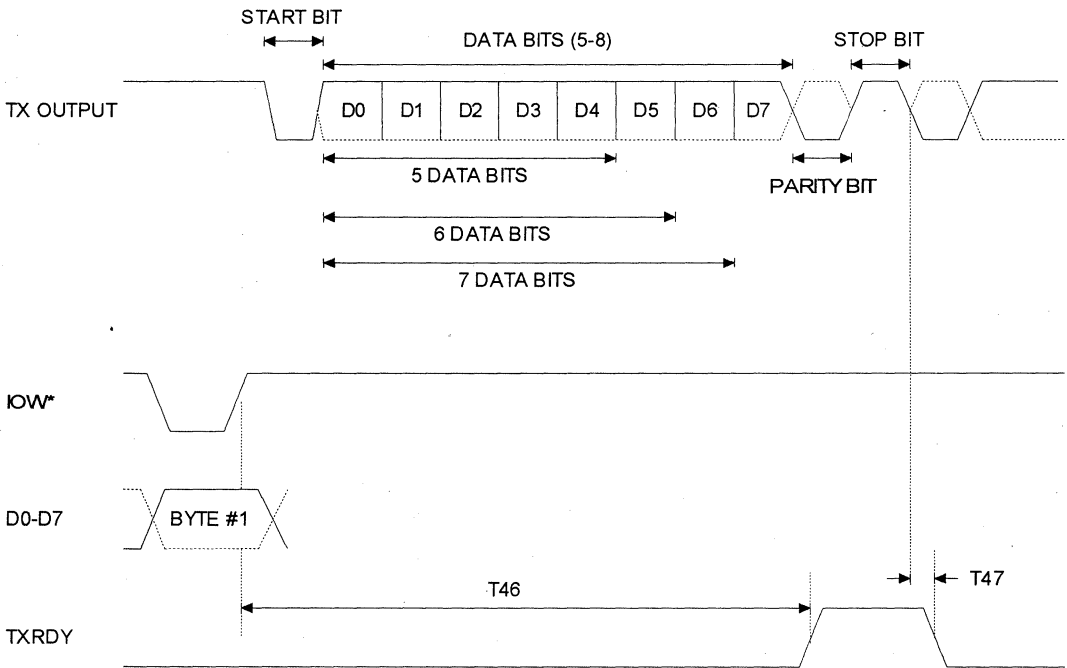 START BIT
DATA BITS (5-8)
STOP BIT
TX OUTPUT
D0 D1 D2 D3 D4 D5 D6 D7
5 DATA BITS
PARITY BIT
6 DATA BITS
7 DATA BITS
IOW*
D0-D7
BYTE #1
T46
T47
TXRDY